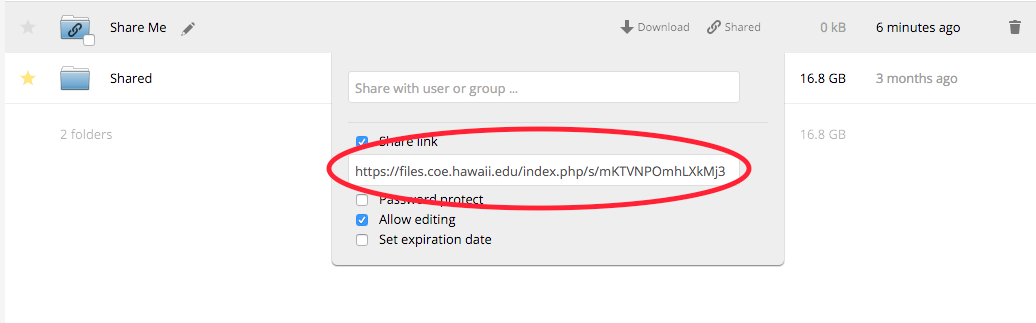 Share Me Download Shared 0 kB 6 minutes ago
Shared 16.8 GB 3 months ago
Share with user or group ...
2 folders 16.8 GB
Share link
https://files.coe.hawaii.edu/index.php/s/mKTVNPOmhLXkMj3
Password protect
Allow editing
Set expiration date